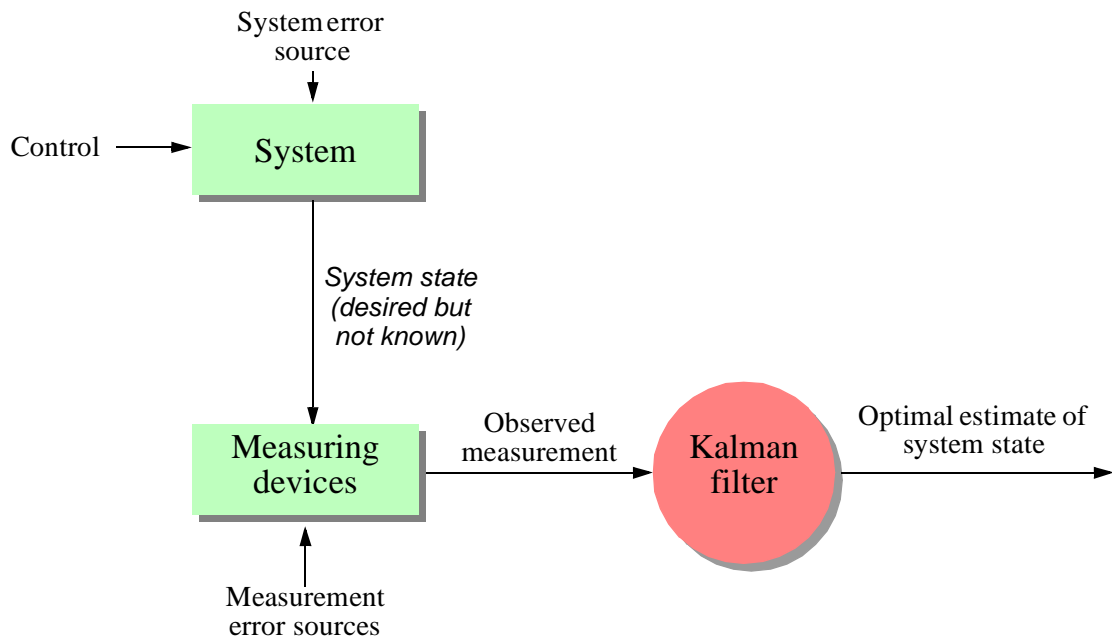 System error
source
Control
System
System state
(desired but
not known)
Measuring
devices
Observed
measurement
Kalman
filter
Optimal estimate of
system state
Measurement
error sources